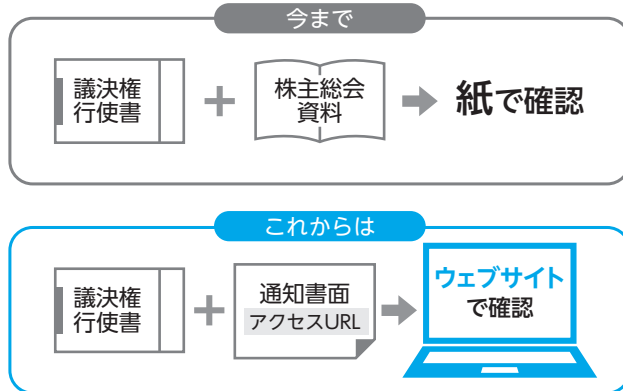 今まで
議決権
行使書
+
株主総会
資料
紙で確認
これからは
議決権
行使書
+
通知書面
アクセスURL
ウェブサイト
で確認